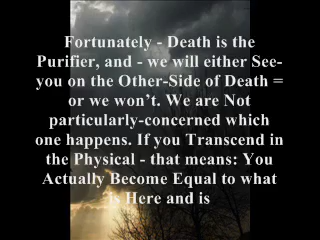 Fortunately - Death is the
Purifier, and - we will either See-
you on the Other-Side of Death =
or we won’t. We are Not
particularly-concerned which
one happens. If you Transcend in
the Physical - that means: You
Actually Become Equal to what
is Here and is